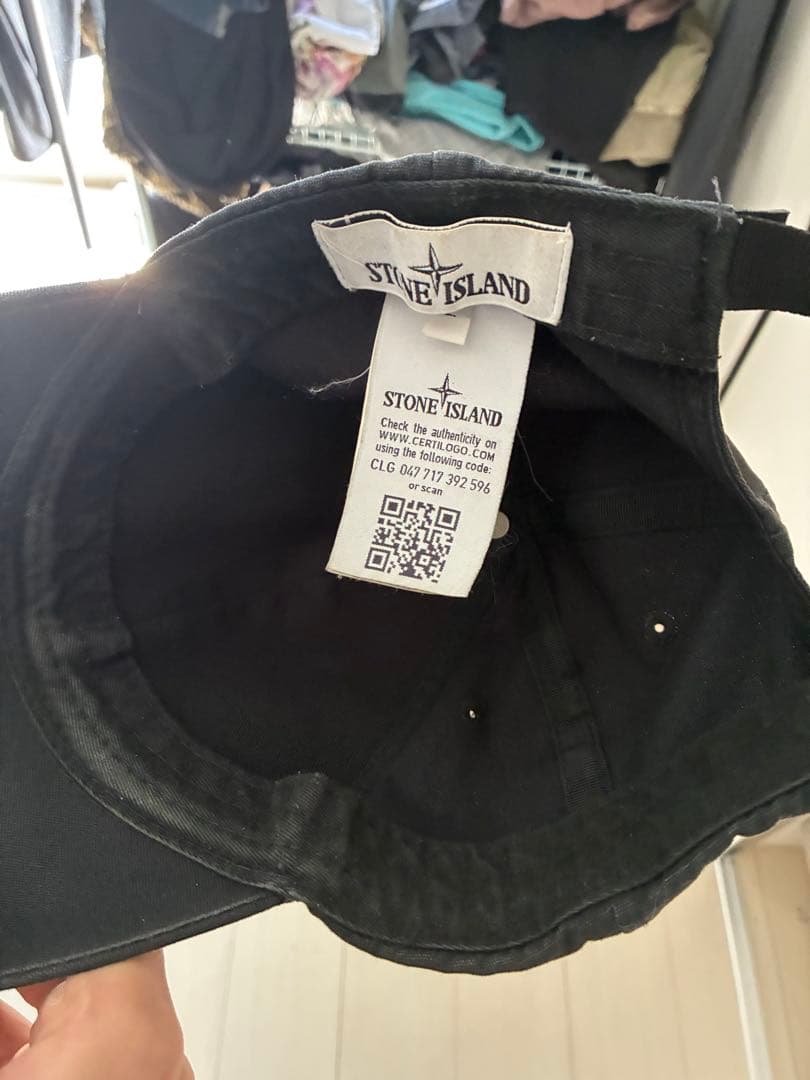 STONE ISLAND
STONE ISLAND
Check the authenticity on
WWW.CERTILOGO.COM
using the following code:
CLG 047 717 392 596
or scan